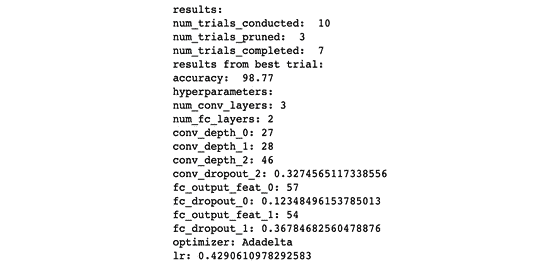 results:
num_trials_conducted:  10
num_trials_pruned:  3
num_trials_completed:  7
results from best trial:
accuracy:  98.77
hyperparameters:
num_conv_layers: 3
num_fc_layers: 2
conv_depth_0: 27
conv_depth_1: 28
conv_depth_2: 46
conv_dropout_2: 0.3274565117338556
fc_output_feat_0: 57
fc_dropout_0: 0.12348496153785013
fc_output_feat_1: 54
fc_dropout_1: 0.36784682560478876
optimizer: Adadelta
lr: 0.4290610978292583